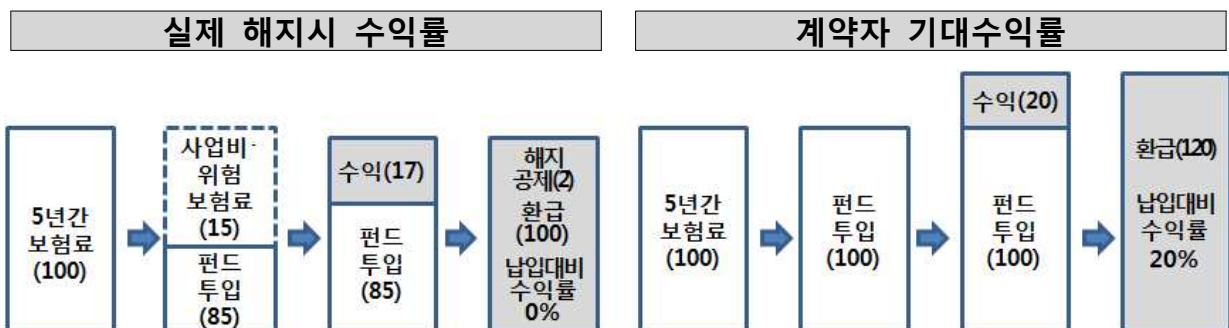 실제 해지시 수익률
5년간
보험료
(100)
사업비·
위험
보험료
(15)
펀드
투입
(85)
수익(17)
펀드
투입
(85)
해지
공제(2)
환급
(100)
납입대비
수익률
0%
계약자 기대수익률
5년간
보험료
(100)
펀드
투입
(100)
수익(20)
펀드
투입
(100)
환급(120)
납입대비
수익률
20%